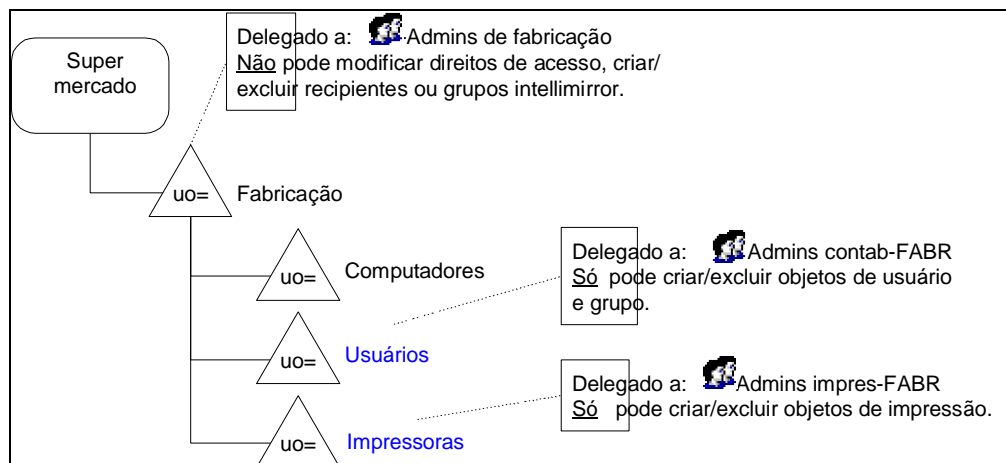 Super
mercado
Delegado a: Admins de fabricação
Não pode modificar direitos de acesso, criar/
excluir recipientes ou grupos intellimirror.
uo= Fabricação
uo= Computadores
Delegado a: Admins contab-FABR
Só pode criar/excluir objetos de usuário
e grupo.
uo= Usuários
Delegado a: Admins impres-FABR
Só pode criar/excluir objetos de impressão.
uo= Impressoras